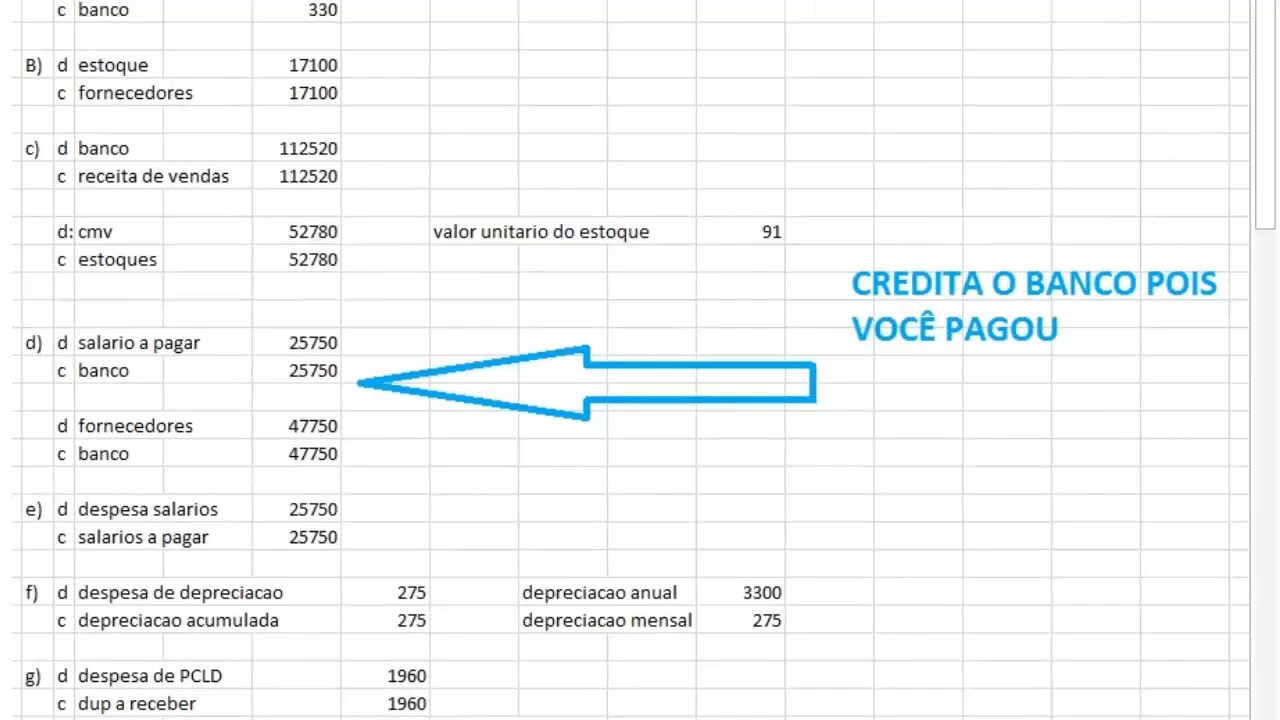 c banco 330
B) d estoque 17100
c fornecedores 17100
c) d banco 112520
c receita de vendas 112520
d: cmv 52780 valor unitario do estoque 91
c estoques 52780
CREDITA O BANCO POIS
VOCÊ PAGOU
d) d salario a pagar 25750
c banco 25750
d fornecedores 47750
c banco 47750
e) d despesa salarios 25750
c salarios a pagar 25750
f) d despesa de depreciacao 275 depreciacao anual 3300
c depreciacao acumulada 275 depreciacao mensal 275
g) d despesa de PCLD 1960
c dup a receber 1960